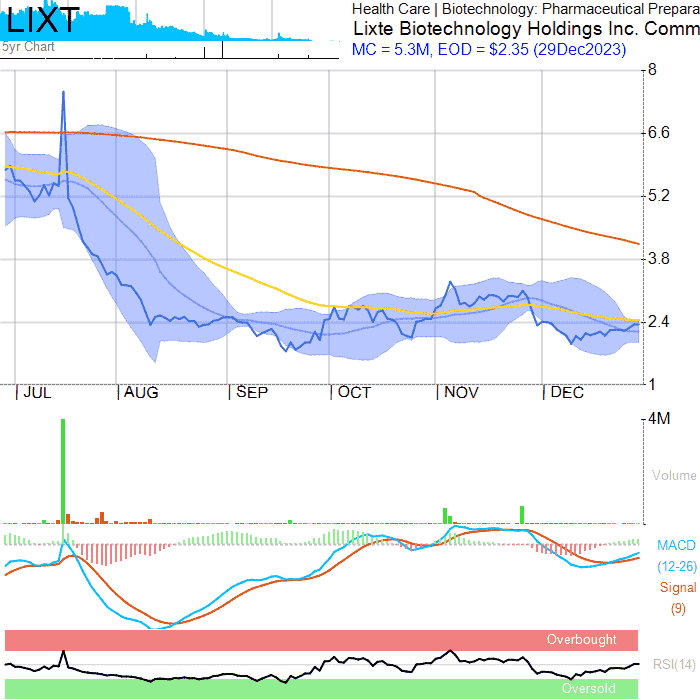 LIXT
5yr Chart
Health Care | Biotechnology: Pharmaceutical Prepara
Lixte Biotechnology Holdings Inc. Comm
MC = 5.3M, EOD = $2.35 (29Dec2023)
8
6.6
5.2
3.8
2.4
1
JUL AUG SEP OCT NOV DEC
4M
Volume
MACD
(12-26)
Signal
(9)
Overbought
RSI(14)
Oversold